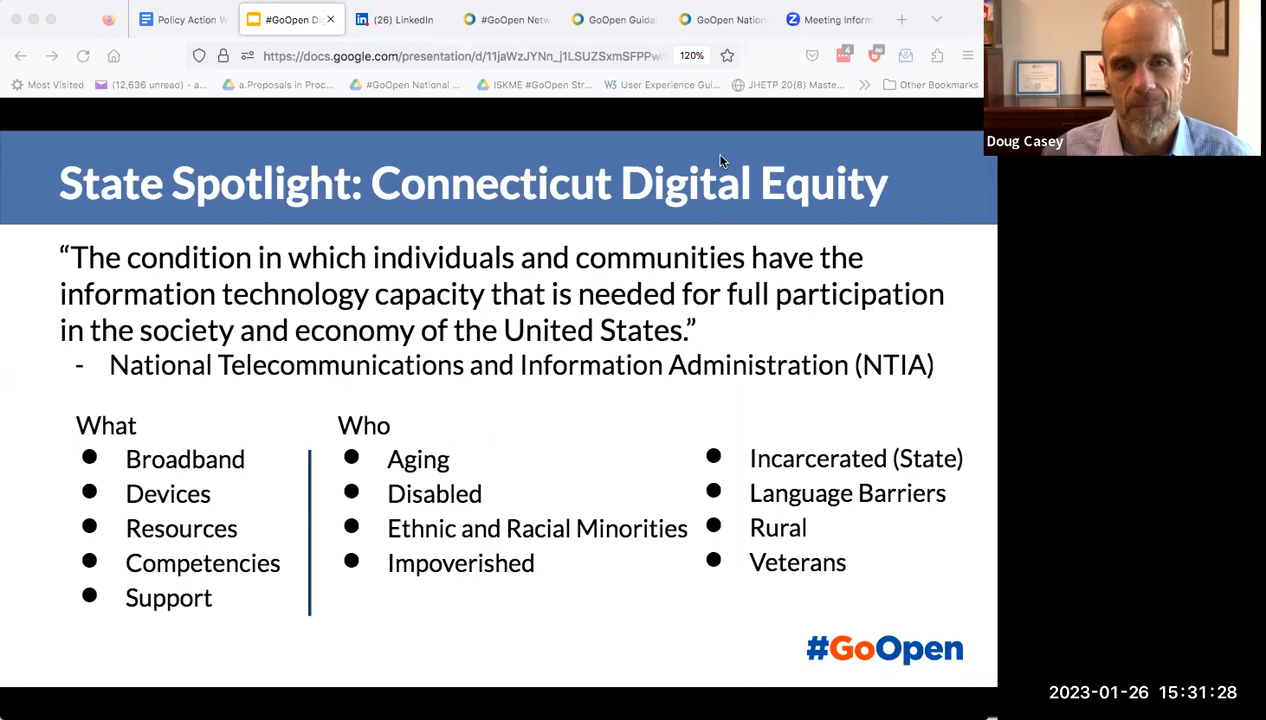 Policy Action W
#GoOpen Dig
(26) LinkedIn
#GoOpen Netw
GoOpen Guida
GoOpen Nation
Meeting Inform
https://docs.google.com/presentation/d/11jaWzJYNn_j1LSUZSxmSFPPwn
120%
4
Most Visited
(12,636 unread) - a...
a.Proposals in Proc...
#GoOpen National ...
ISKME #GoOpen Str...
User Experience Gui...
JHETP 20(8) Maste...
Other Bookmarks
Doug Casey
State Spotlight: Connecticut Digital Equity
“The condition in which individuals and communities have the
information technology capacity that is needed for full participation
in the society and economy of the United States.”
- National Telecommunications and Information Administration (NTIA)
What
Broadband
Devices
Resources
Competencies
Support
Who
Aging
Disabled
Ethnic and Racial Minorities
Impoverished
Incarcerated (State)
Language Barriers
Rural
Veterans
#GoOpen
2023-01-26 15:31:28